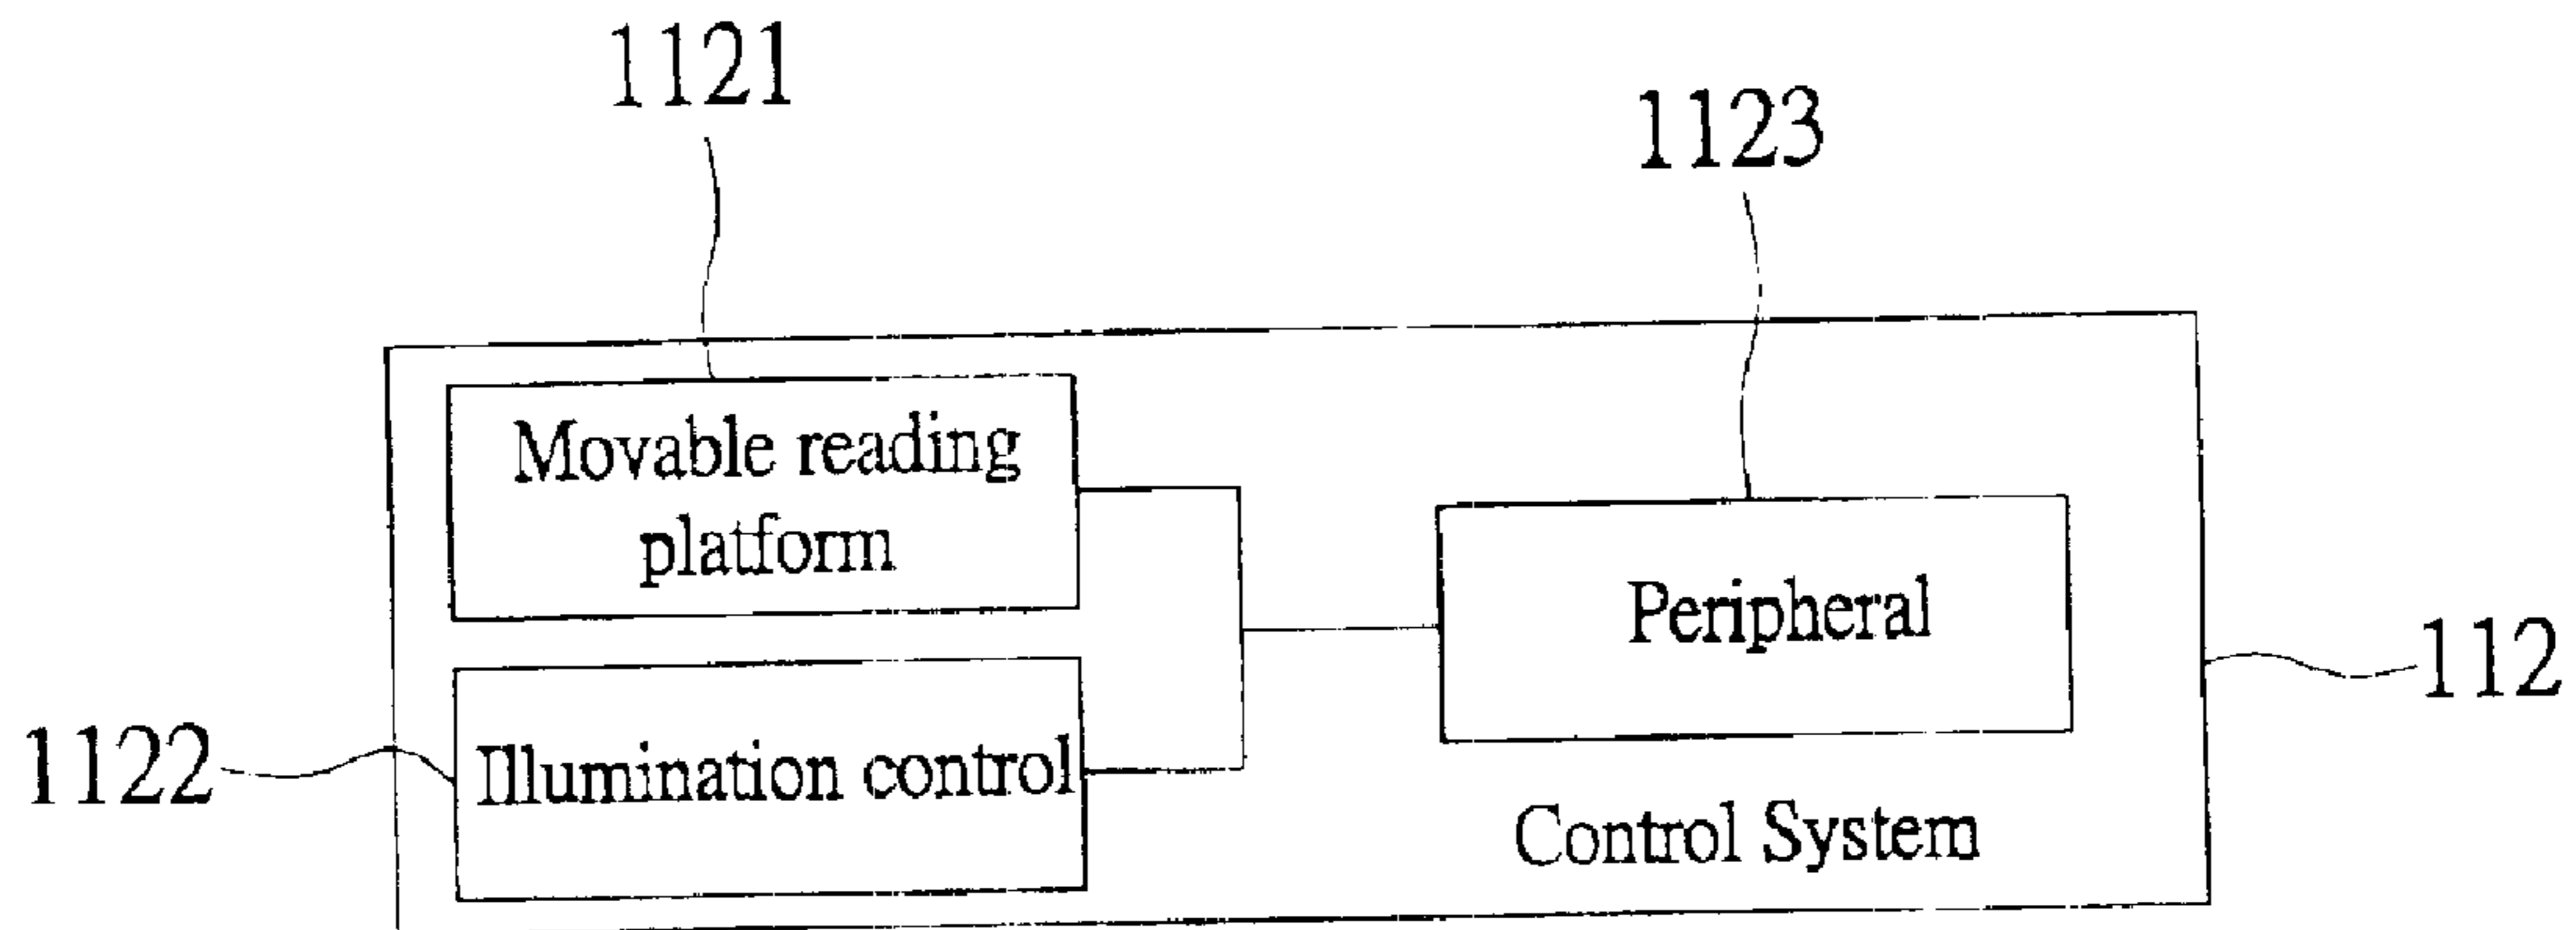 1121
1123
Movable reading
platform
Peripheral
112
1122
Illumination control
Control System